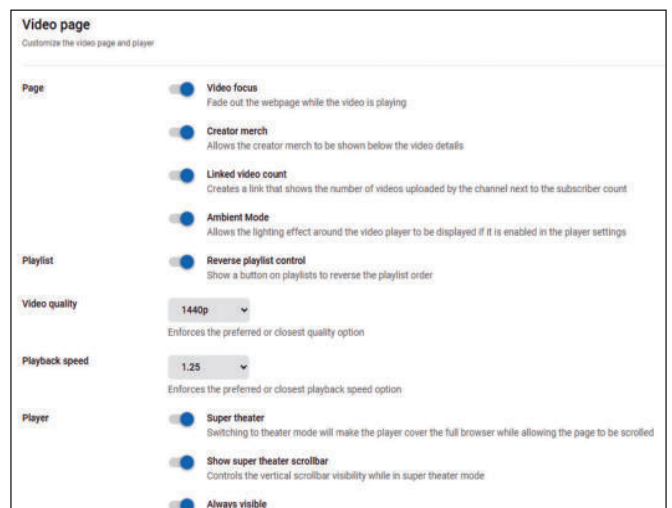 Video page
Customize the video page and player
Page
Video focus
Fade out the webpage while the video is playing
Creator merch
Allows the creator merch to be shown below the video details
Linked video count
Creates a link that shows the number of videos uploaded by the channel next to the subscriber count
Ambient Mode
Allows the lighting effect around the video player to be displayed if it is enabled in the player settings
Playlist
Reverse playlist control
Show a button on playlists to reverse the playlist order
Video quality
1440p
Enforces the preferred or closest quality option
Playback speed
1.25
Enforces the preferred or closest playback speed option
Player
Super theater
Switching to theater mode will make the player cover the full browser while allowing the page to be scrolled
Show super theater scrollbar
Controls the vertical scrollbar visibility while in super theater mode
Always visible